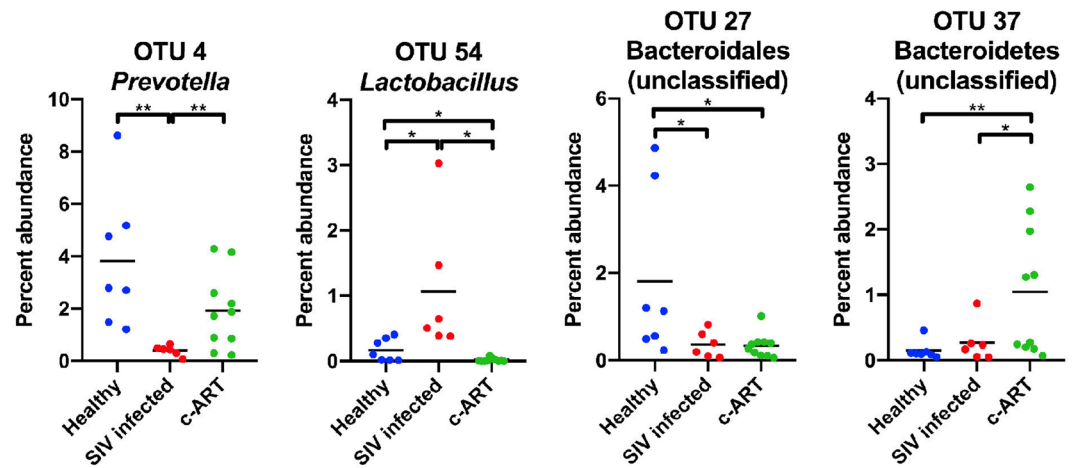 OTU 4
Prevotella
Percent abundance
10
8
6
4
2
0
**
**
Healthy
SIV infected
c-ART
OTU 54
Lactobacillus
Percent abundance
4
3
2
1
0
*
*
*
Healthy
SIV infected
c-ART
OTU 27
Bacteroidales
(unclassified)
Percent abundance
6
4
2
0
*
*
Healthy
SIV infected
c-ART
OTU 37
Bacteroidetes
(unclassified)
Percent abundance
4
3
2
1
0
**
*
Healthy
SIV infected
c-ART